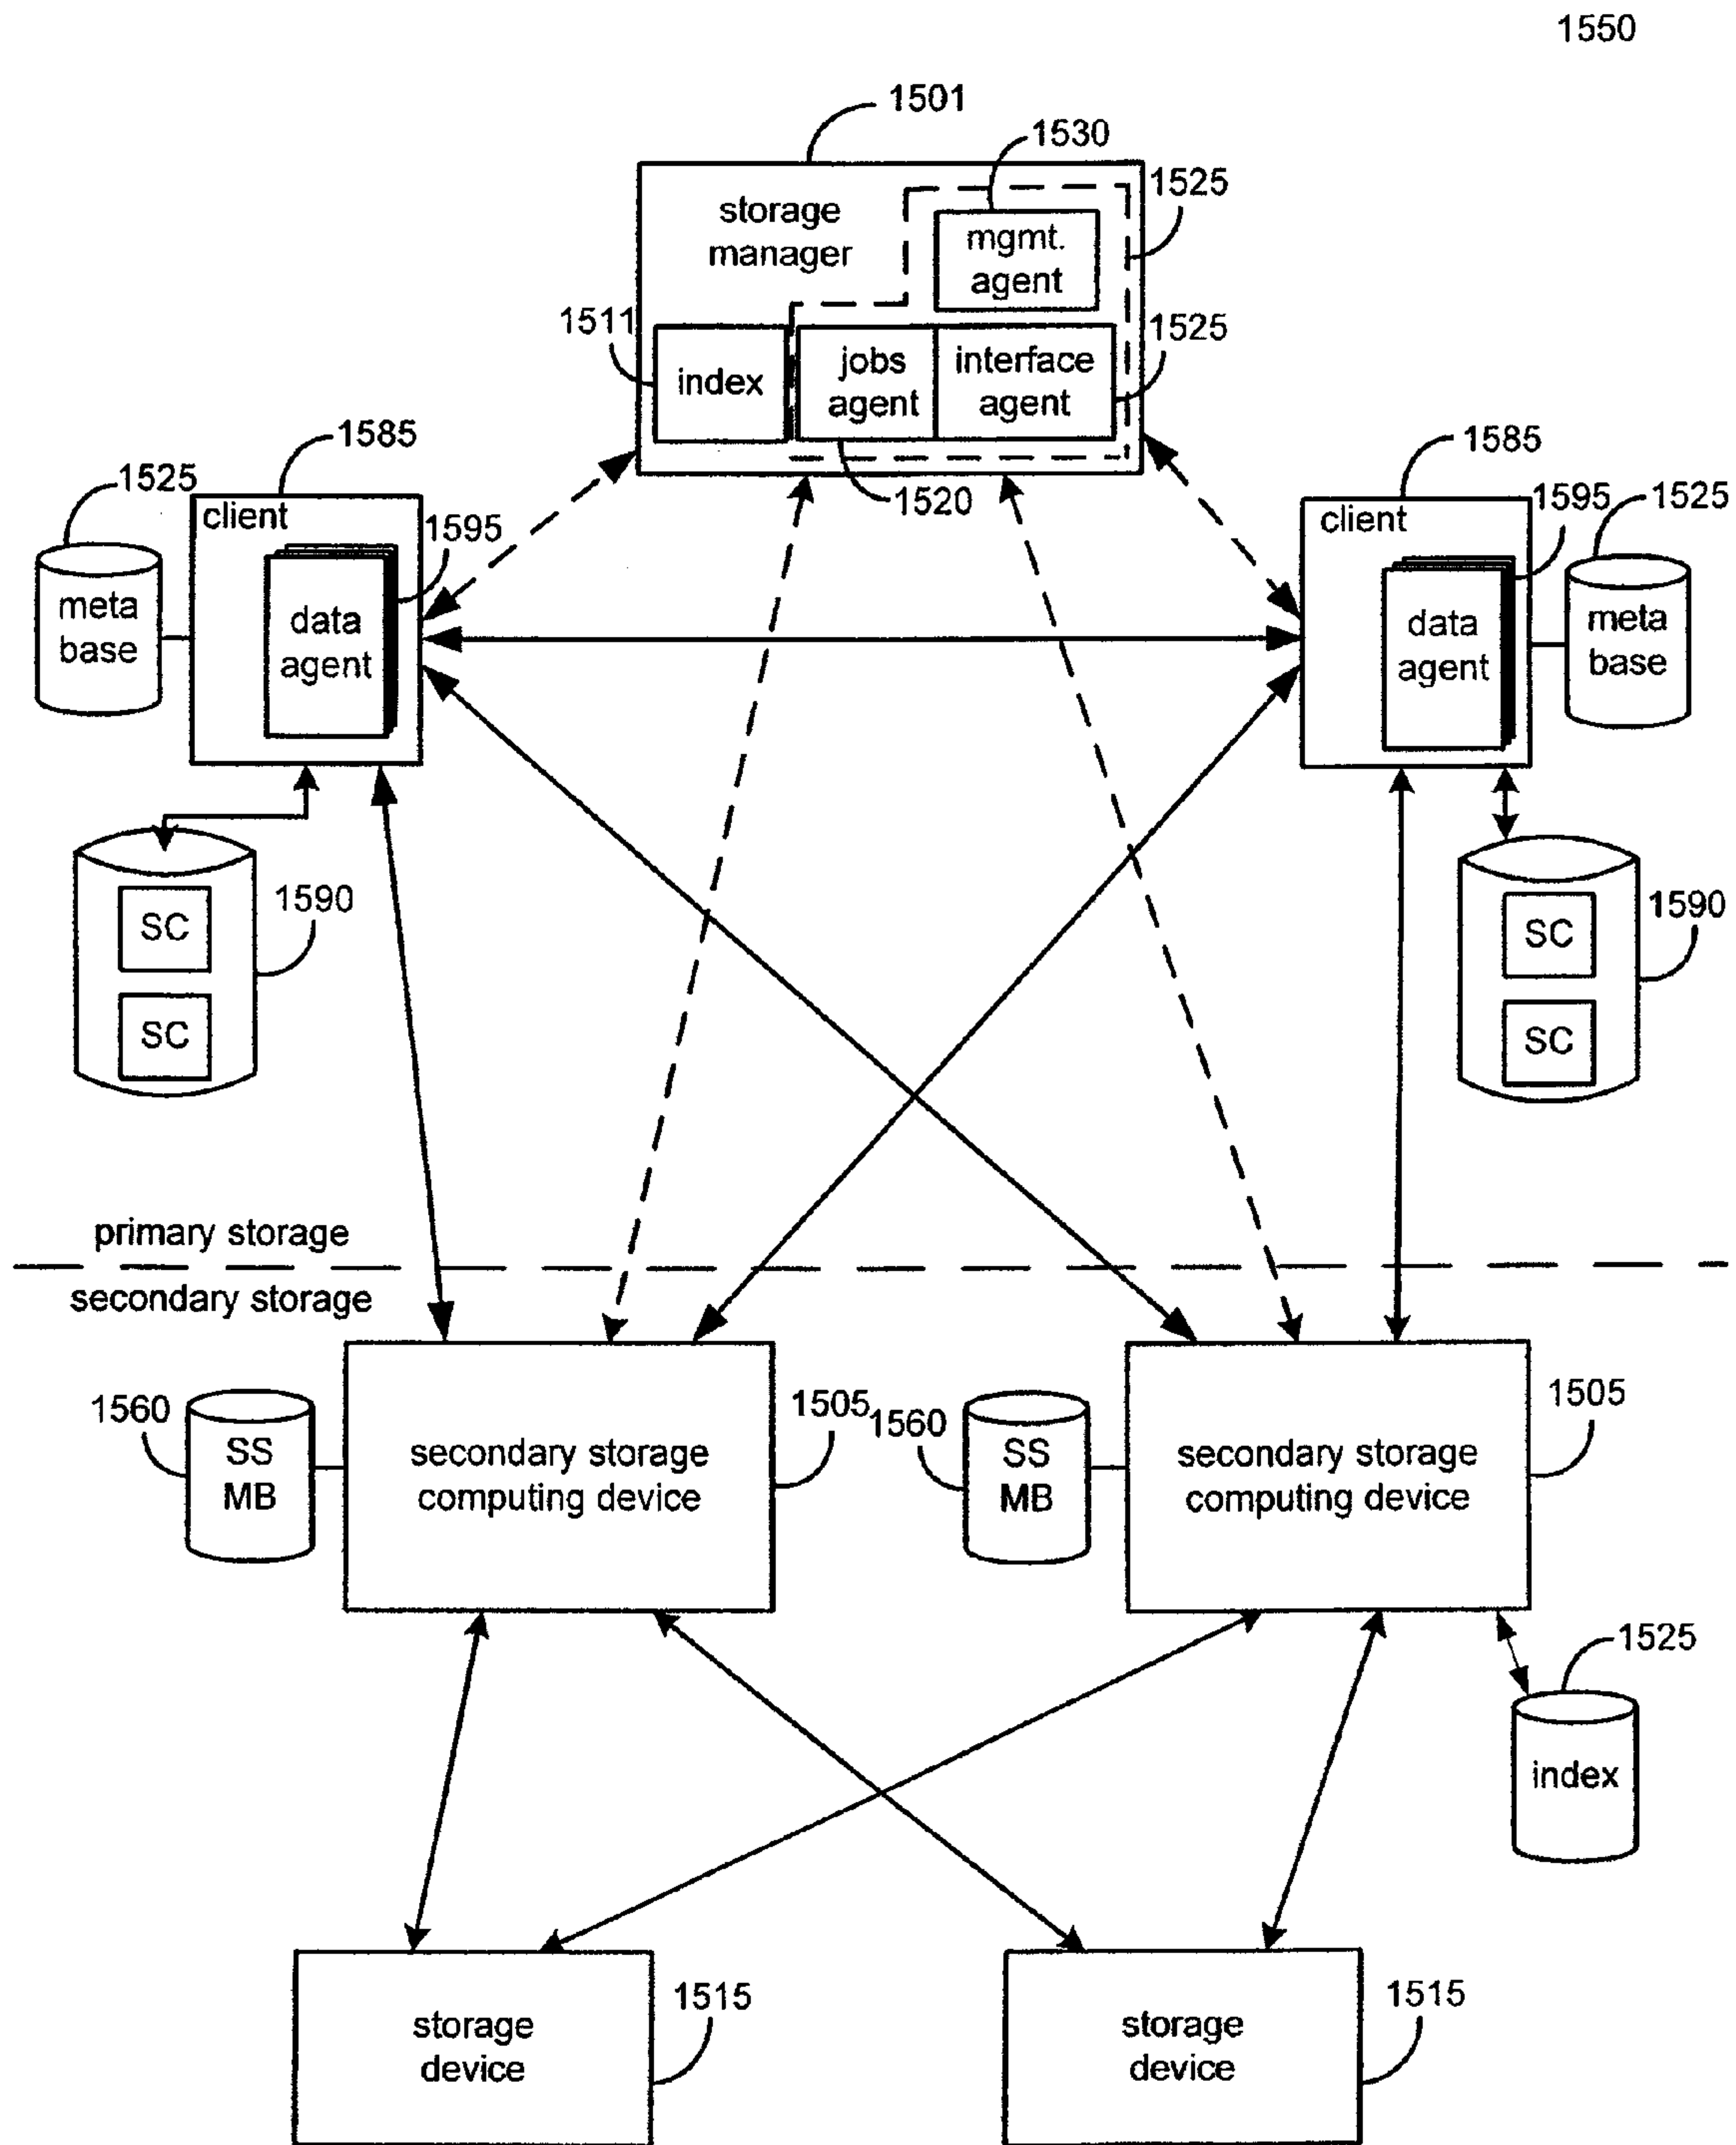 1550
1501
1530
1525
storage
manager
mgmt.
agent
1511
index
jobs
agent
interface
agent
1525
1520
1585
client
1595
data
agent
1525
meta
base
1585
client
1595
data
agent
1525
meta
base
1590
SC
SC
1590
SC
SC
primary storage
secondary storage
1560
SS
MB
secondary storage
computing device
1505
1560
SS
MB
secondary storage
computing device
1505
1525
index
storage
device
1515
storage
device
1515